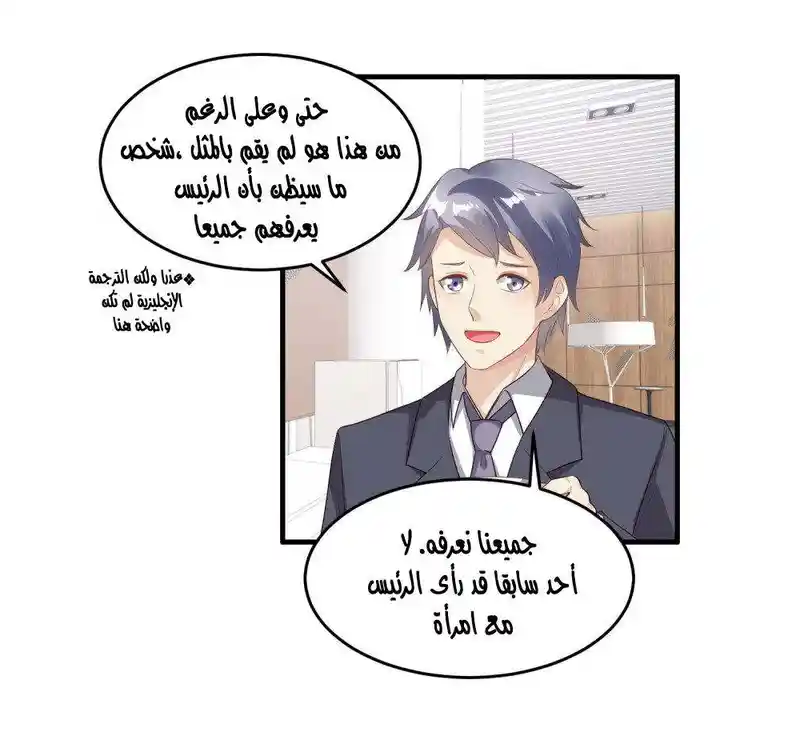 حتى وعلى الرغم
من هذا هو لم يقم بالمثل ،شخص
ما سيظن بأن الرئيس
يعرفهم جميعا
❖عذرا ولكن الترجمة
الإنجليزية لم تكن
واضحة هنا
جميعنا نعرفه. لا
أحد سابقا قد رأى الرئيس
مع امرأة